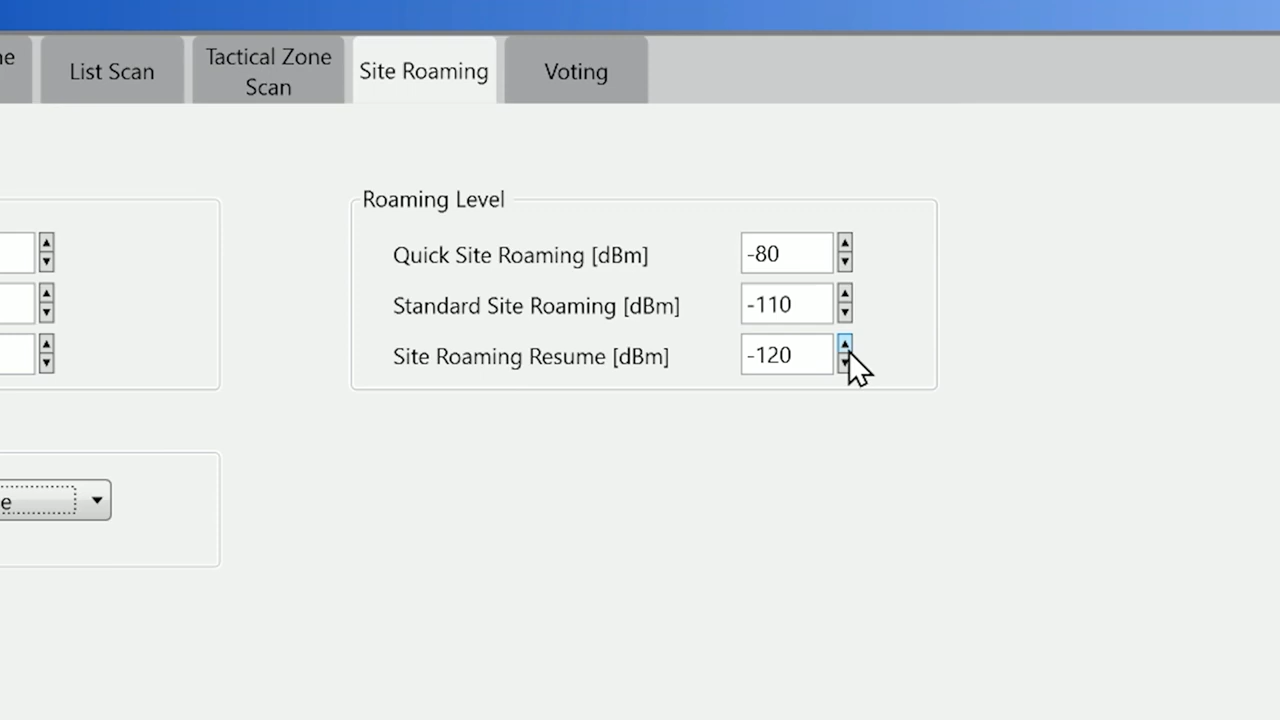 List Scan
Tactical Zone
Scan
Site Roaming
Voting
Roaming Level
Quick Site Roaming [dBm]
-80
Standard Site Roaming [dBm]
-110
Site Roaming Resume [dBm]
-120